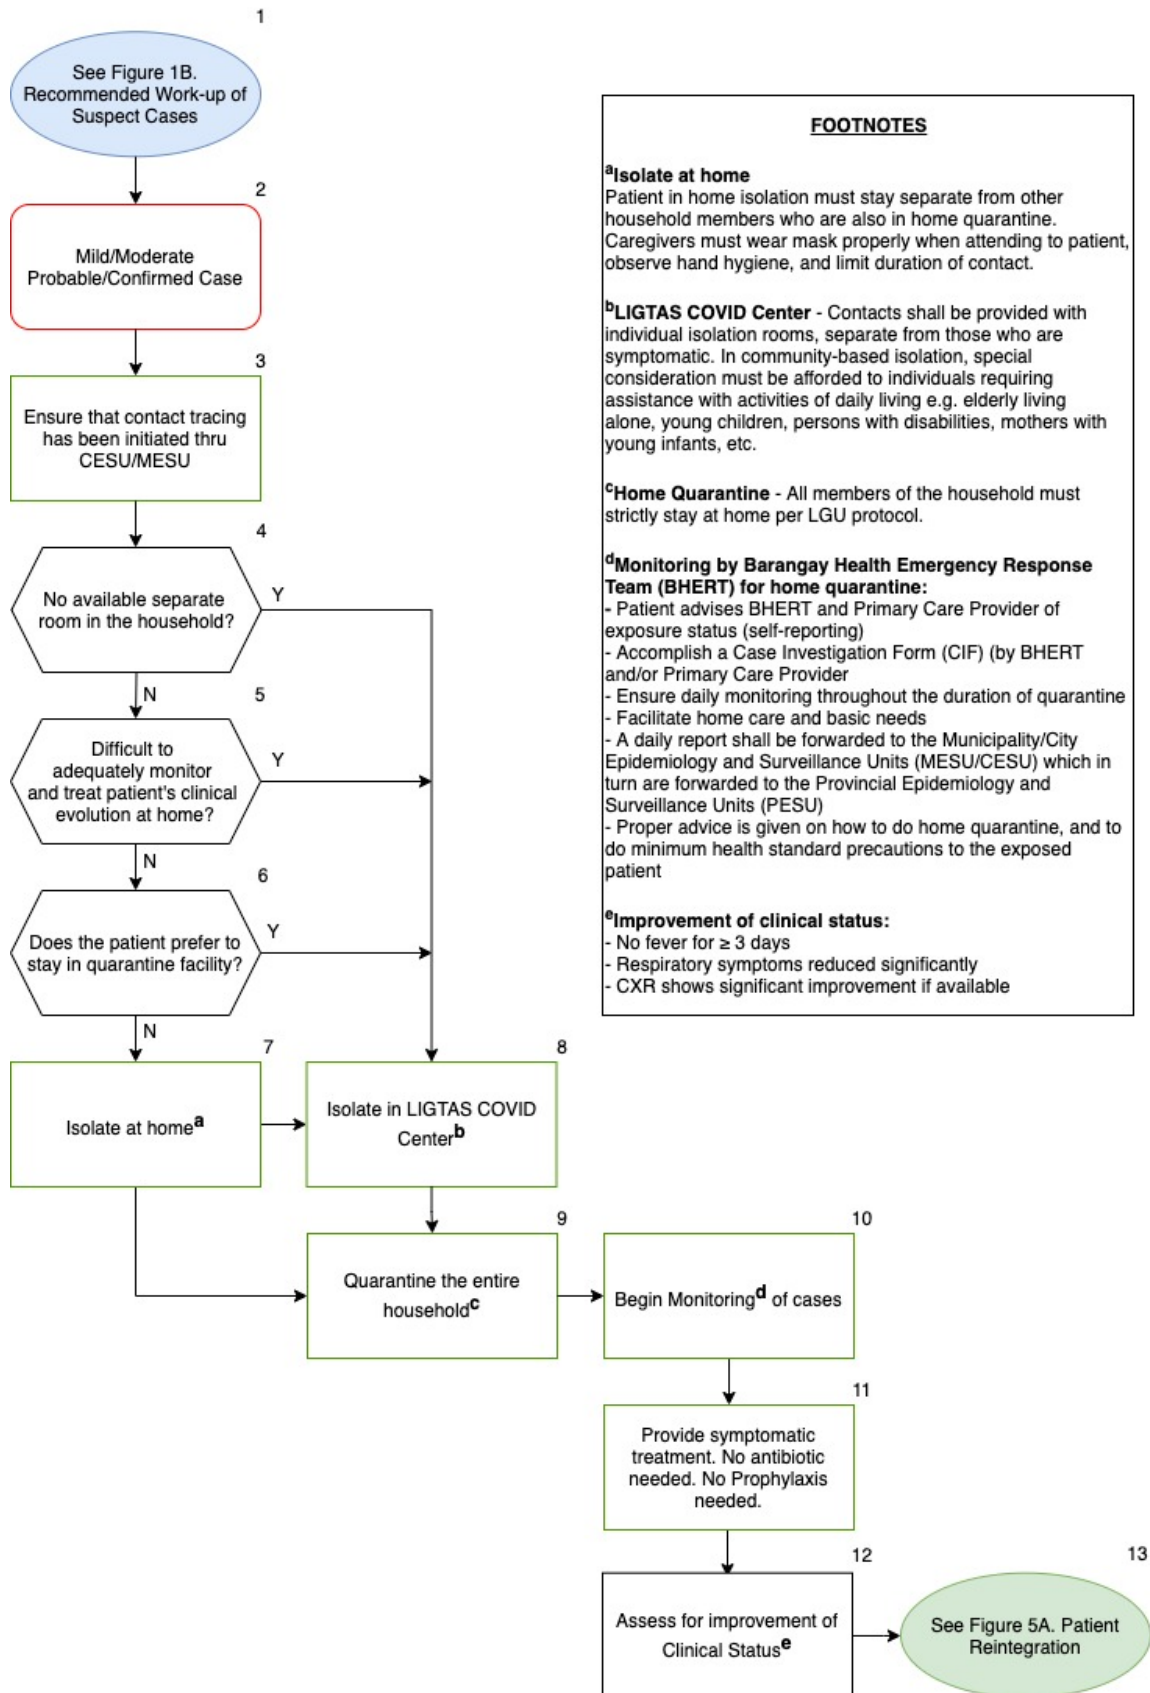 1
See Figure 1B.
Recommended Work-up of
Suspect Cases
2
Mild/Moderate
Probable/Confirmed Case
3
Ensure that contact tracing
has been initiated thru
CESU/MESU
4
No available separate
room in the household?
Y
N
5
Difficult to
adequately monitor
and treat patient's clinical
evolution at home?
Y
N
6
Does the patient prefer to
stay in quarantine facility?
Y
N
7
Isolate at homea
8
Isolate in LIGTAS COVID
Centerb
9
Quarantine the entire
householdc
10
Begin Monitoringd of cases
11
Provide symptomatic
treatment. No antibiotic
needed. No Prophylaxis
needed.
12
Assess for improvement of
Clinical Statuse
13
See Figure 5A. Patient
Reintegration
FOOTNOTES
aIsolate at home
Patient in home isolation must stay separate from other
household members who are also in home quarantine.
Caregivers must wear mask properly when attending to patient,
observe hand hygiene, and limit duration of contact.
bLIGTAS COVID Center - Contacts shall be provided with
individual isolation rooms, separate from those who are
symptomatic. In community-based isolation, special
consideration must be afforded to individuals requiring
assistance with activities of daily living e.g. elderly living
alone, young children, persons with disabilities, mothers with
young infants, etc.
cHome Quarantine - All members of the household must
strictly stay at home per LGU protocol.
dMonitoring by Barangay Health Emergency Response
Team (BHERT) for home quarantine:
- Patient advises BHERT and Primary Care Provider of
exposure status (self-reporting)
- Accomplish a Case Investigation Form (CIF) (by BHERT
and/or Primary Care Provider
- Ensure daily monitoring throughout the duration of quarantine
- Facilitate home care and basic needs
- A daily report shall be forwarded to the Municipality/City
Epidemiology and Surveillance Units (MESU/CESU) which in
turn are forwarded to the Provincial Epidemiology and
Surveillance Units (PESU)
- Proper advice is given on how to do home quarantine, and to
do minimum health standard precautions to the exposed
patient
eImprovement of clinical status:
- No fever for ≥ 3 days
- Respiratory symptoms reduced significantly
- CXR shows significant improvement if available